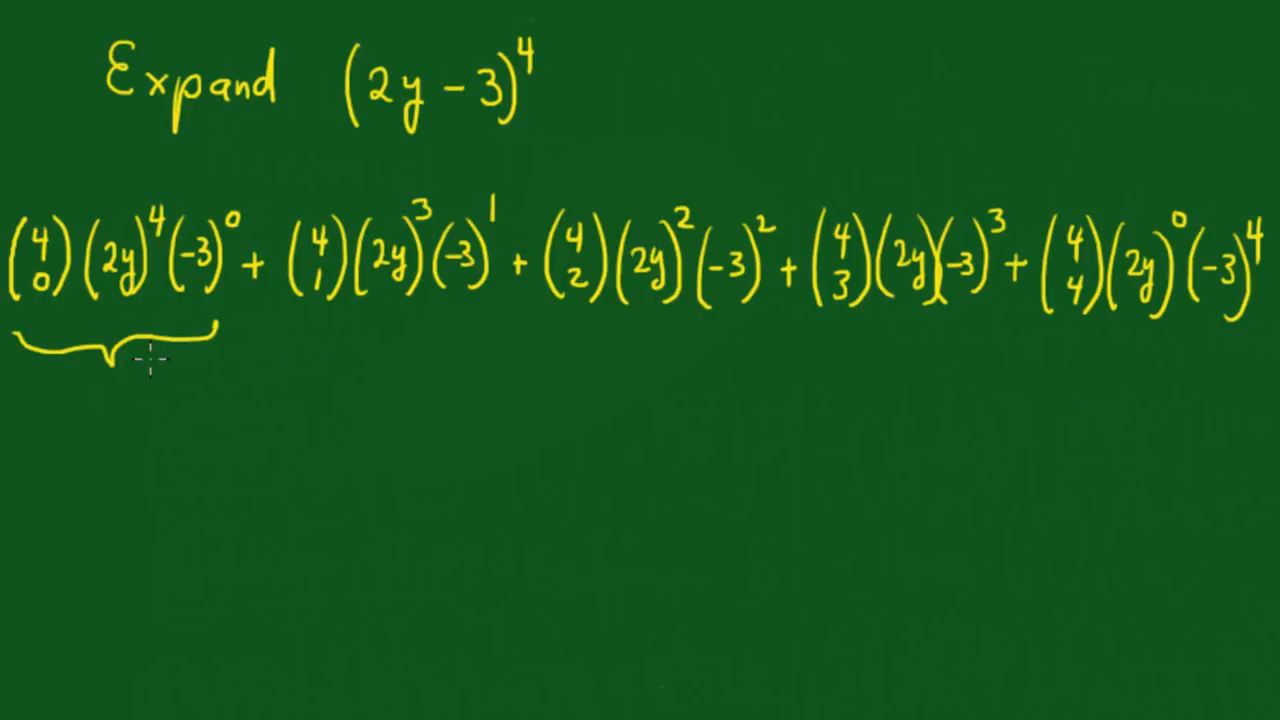 Expand (2y - 3)^4
(4 0)(2y)^4(-3)^0 + (4 1)(2y)^3(-3)^1 + (4 2)(2y)^2(-3)^2 + (4 3)(2y)(-3)^3 + (4 4)(2y)^0(-3)^4